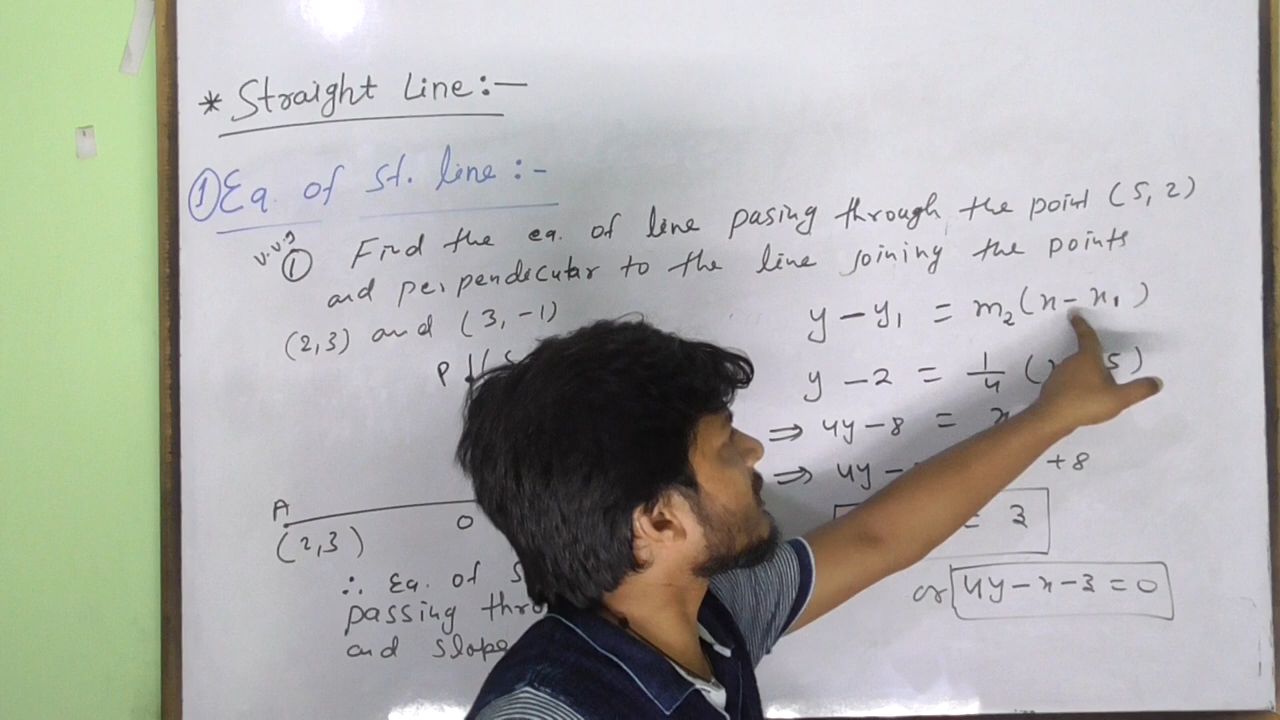 * Straight Line:-
① Eq. of St. line:-
v.v.I
① Find the eq. of line pasing through the point (5, 2)
and perpendicular to the line joining the points
(2,3) and (3, -1)
P
y - y₁ = m₂(x - x₁)
y - 2 = 1/4 ( 5)
⇒ 4y - 8 = x
⇒ 4y - + 8
= 3
or 4y - x - 3 = 0
A
O
(2,3)
∴ Eq. of
passing
and slope